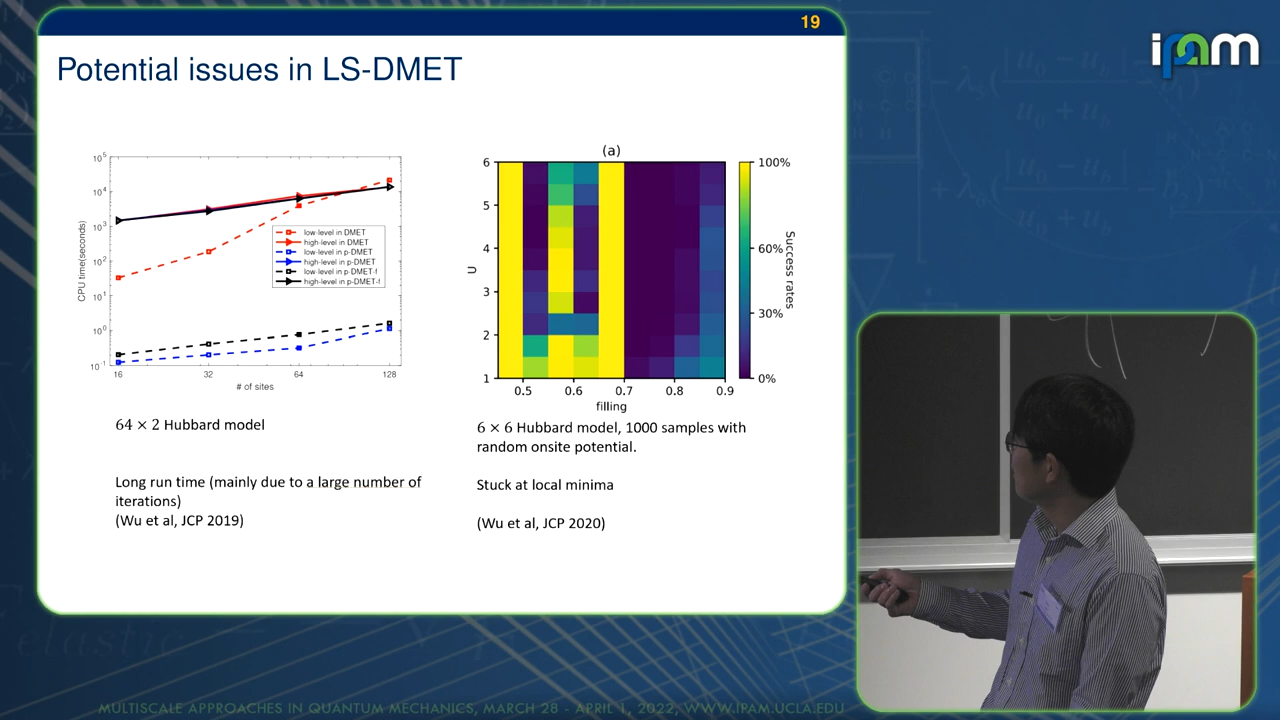 19
ipam
Potential issues in LS-DMET
10^5
10^4
10^3
10^2
10^1
10^0
10^-1
CPU time(seconds)
low-level in DMET
high-level in DMET
low-level in p-DMET
high-level in p-DMET
low-level in p-DMET-f
high-level in p-DMET-f
16 32 64 128
# of sites
(a)
6
5
4
3
2
1
U
0.5 0.6 0.7 0.8 0.9
filling
100%
60%
30%
0%
Success rates
64 × 2 Hubbard model
Long run time (mainly due to a large number of
iterations)
(Wu et al, JCP 2019)
6 × 6 Hubbard model, 1000 samples with
random onsite potential.
Stuck at local minima
(Wu et al, JCP 2020)
MULTISCALE APPROACHES IN QUANTUM MECHANICS, MARCH 28 - APRIL 1, 2022, WWW.IPAM.UCLA.EDU